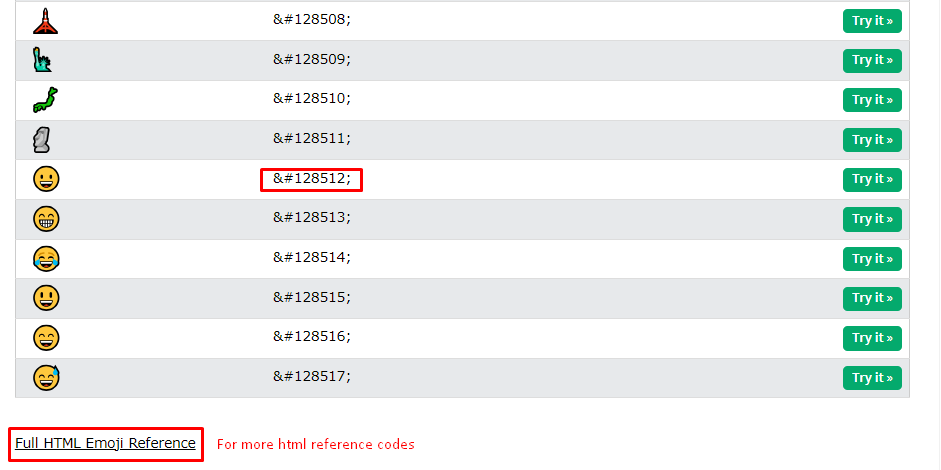 &#128508; Try it »
&#128509; Try it »
&#128510; Try it »
&#128511; Try it »
&#128512; Try it »
&#128513; Try it »
&#128514; Try it »
&#128515; Try it »
&#128516; Try it »
&#128517; Try it »
Full HTML Emoji Reference For more html reference codes